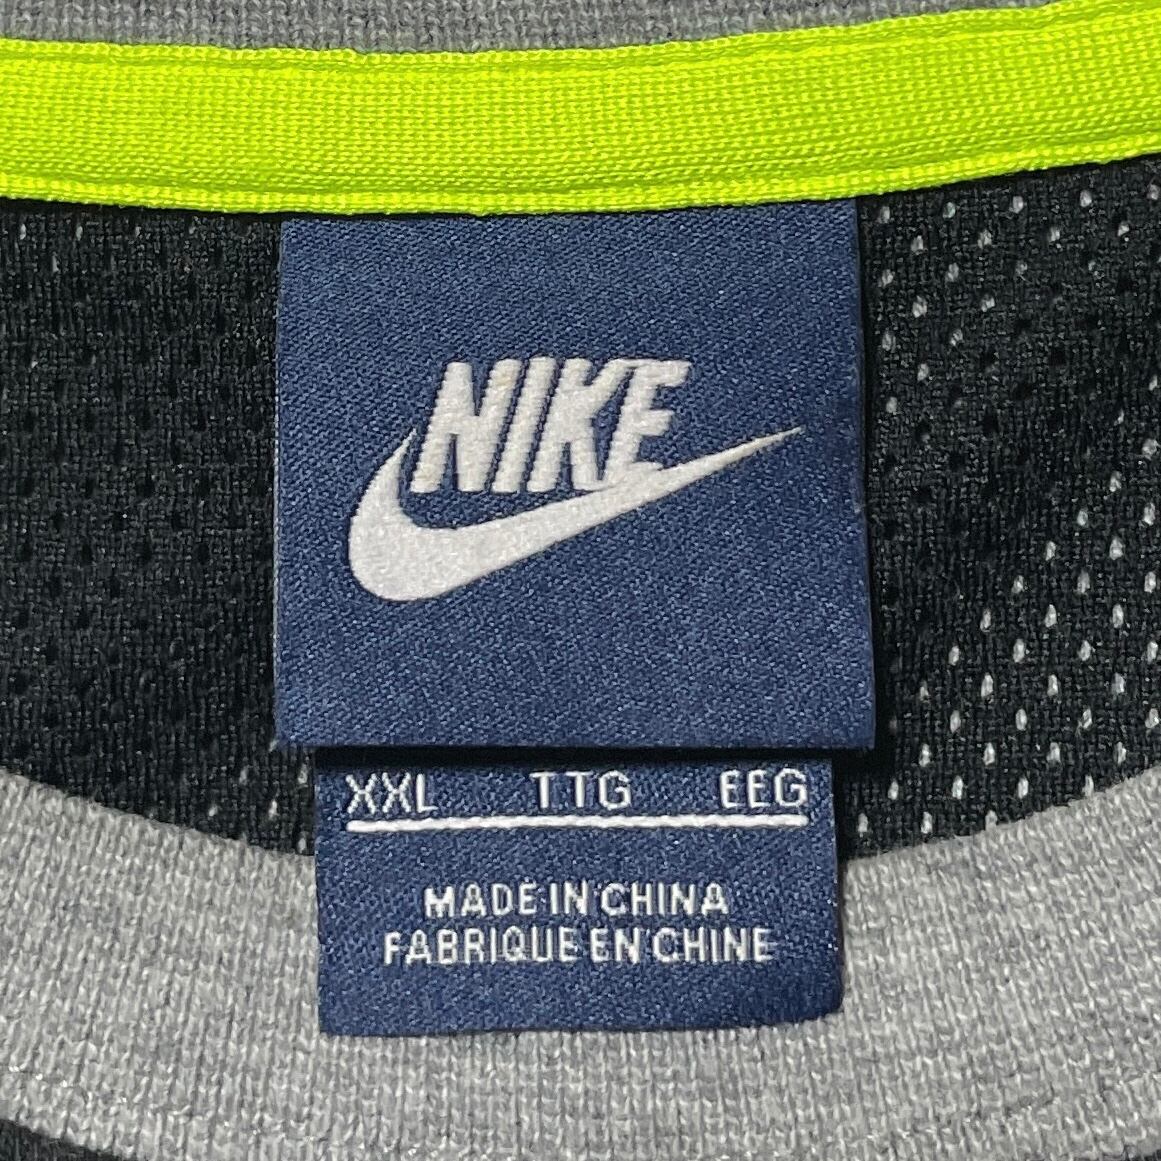 NIKE
XXL TTG EEG
MADE IN CHINA
FABRIQUE EN CHINE